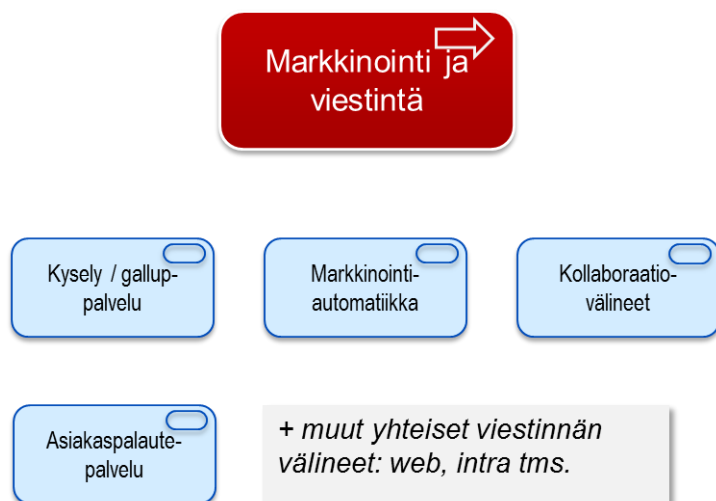 Markkinointi ja
viestintä
Kysely / gallup-
palvelu
Markkinointi-
automatiikka
Kollaboraatio-
välineet
Asiakaspalaute-
palvelu
+ muut yhteiset viestinnän
välineet: web, intra tms.